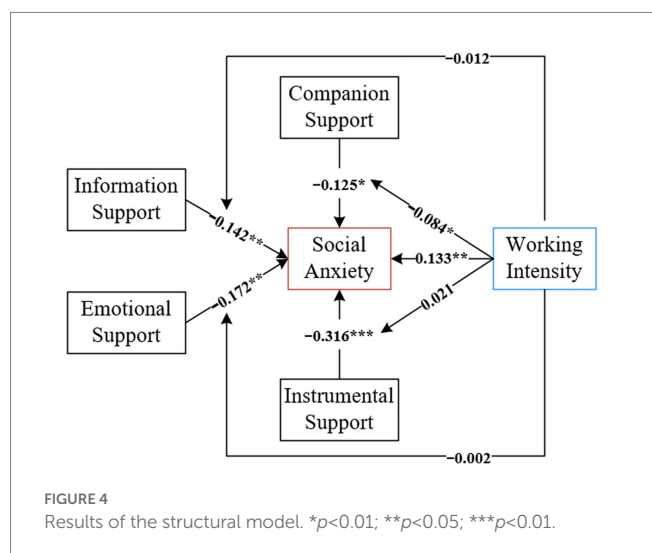 −0.012
Companion
Support
Information
Support
−0.125*
−0.084*
−0.142**
Social
Anxiety
0.133**
Working
Intensity
Emotional
Support
−0.172**
0.021
−0.316***
Instrumental
Support
−0.002
FIGURE 4
Results of the structural model. *p<0.01; **p<0.05; ***p<0.01.